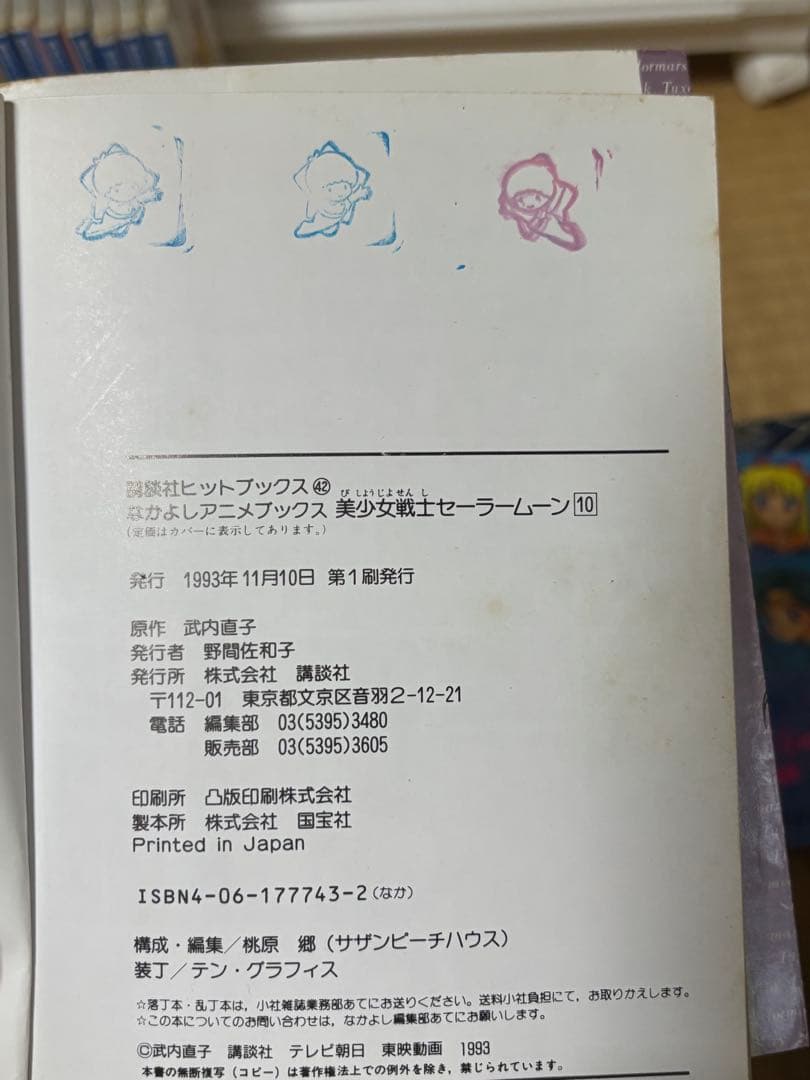 ormars
k Tux
講談社ヒットブックス㊷
なかよしアニメブックス 美少女戦士セーラームーン10
び しようじよせん し
(定価はカバーに表示してあります。)
発行 1993年11月10日 第1刷発行
原作 武内直子
発行者 野間佐和子
発行所 株式会社 講談社
〒112-01 東京都文京区音羽2-12-21
電話 編集部 03(5395)3480
販売部 03(5395)3605
印刷所 凸版印刷株式会社
製本所 株式会社 国宝社
Printed in Japan
ISBN4-06-177743-2(なか)
構成・編集／桃原 郷(サザンピーチハウス)
装丁／テン・グラフィス
☆落丁本・乱丁本は，小社雑誌業務部あてにお送りください。送料小社負担にて，お取りかえします。
☆この本についてのお問い合わせは，なかよし編集部あてにお願いします。
©武内直子 講談社 テレビ朝日 東映動画 1993
本書の無断複写(コピー)は著作権法上での例外を除き，禁じられています。